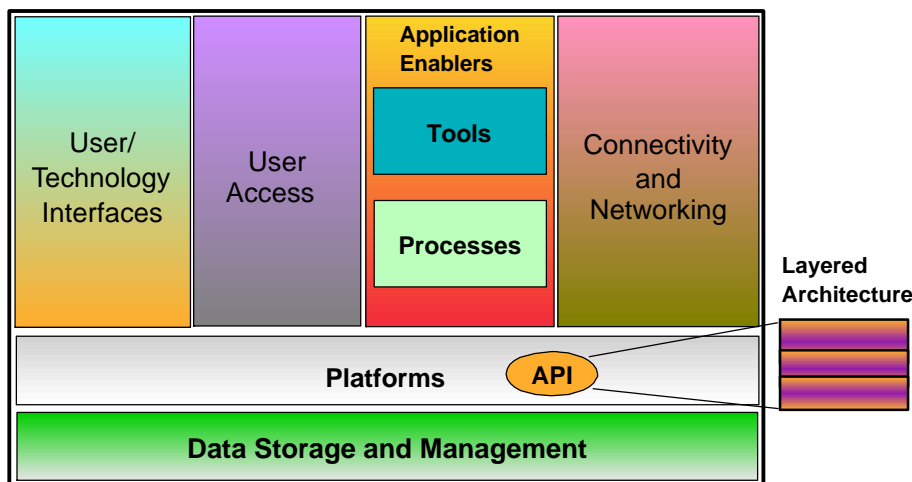 User/
Technology
Interfaces
User
Access
Application
Enablers
Tools
Processes
Connectivity
and
Networking
Layered
Architecture
Platforms
API
Data Storage and Management